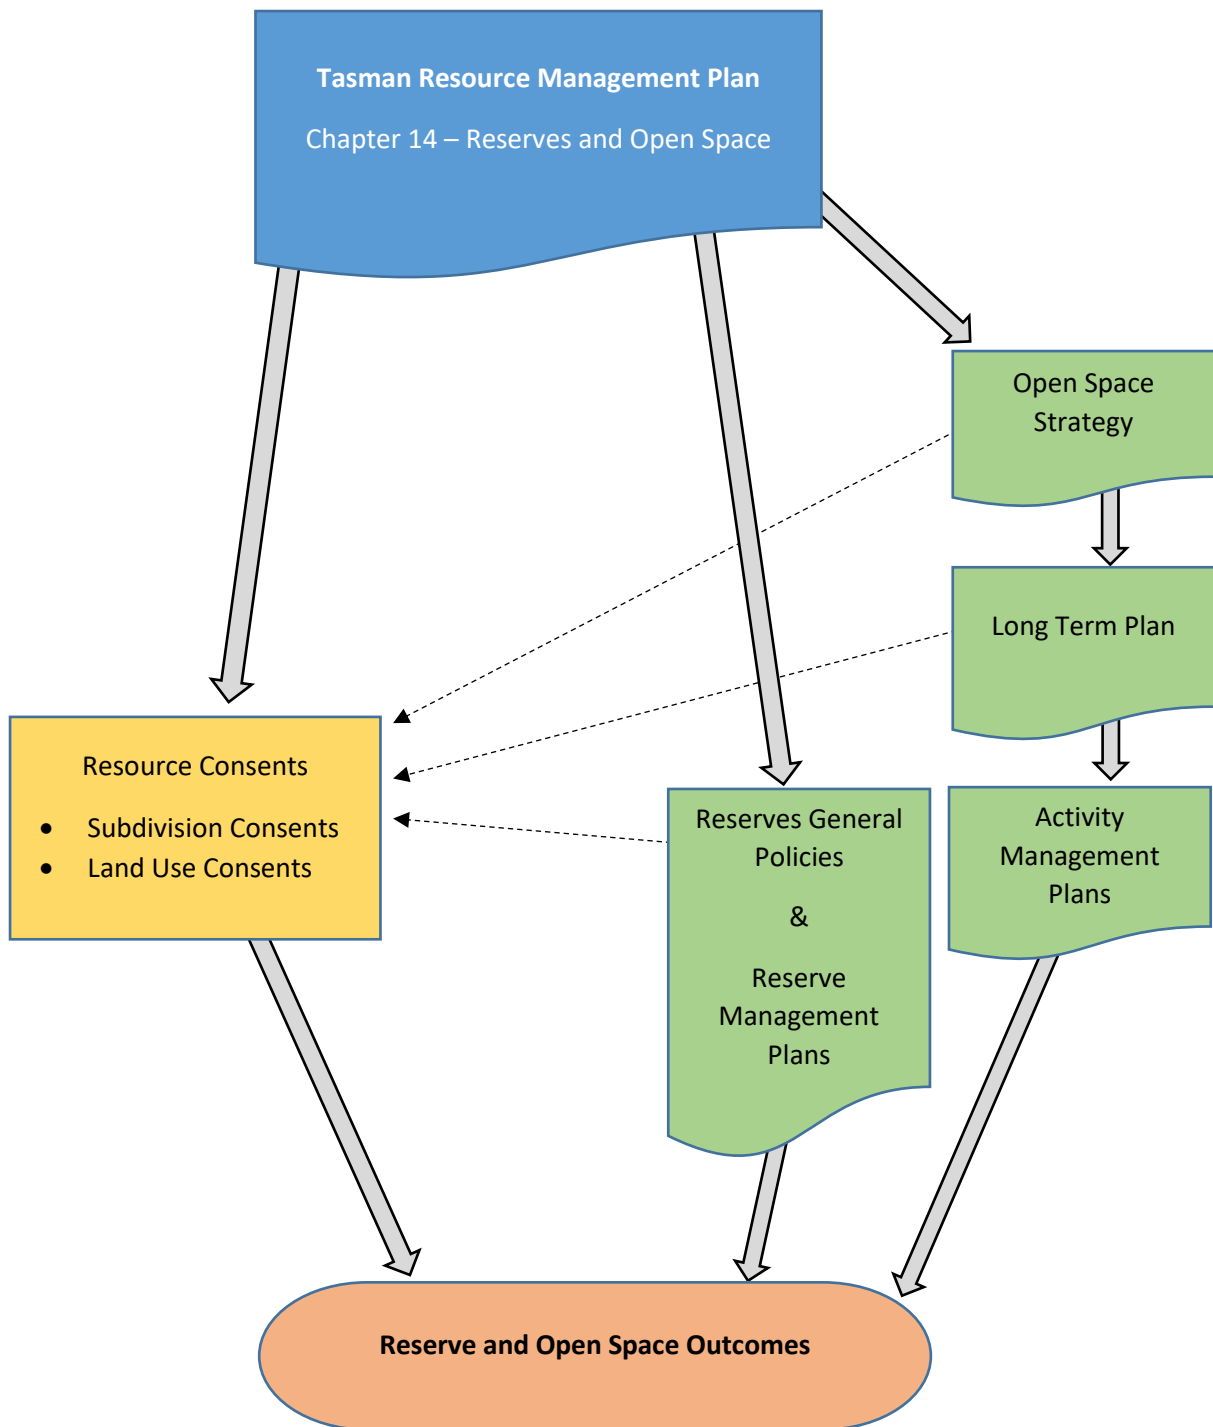 Tasman Resource Management Plan
Chapter 14 – Reserves and Open Space
Open Space
Strategy
Long Term Plan
Resource Consents
• Subdivision Consents
• Land Use Consents
Reserves General
Policies
&
Reserve
Management
Plans
Activity
Management
Plans
Reserve and Open Space Outcomes